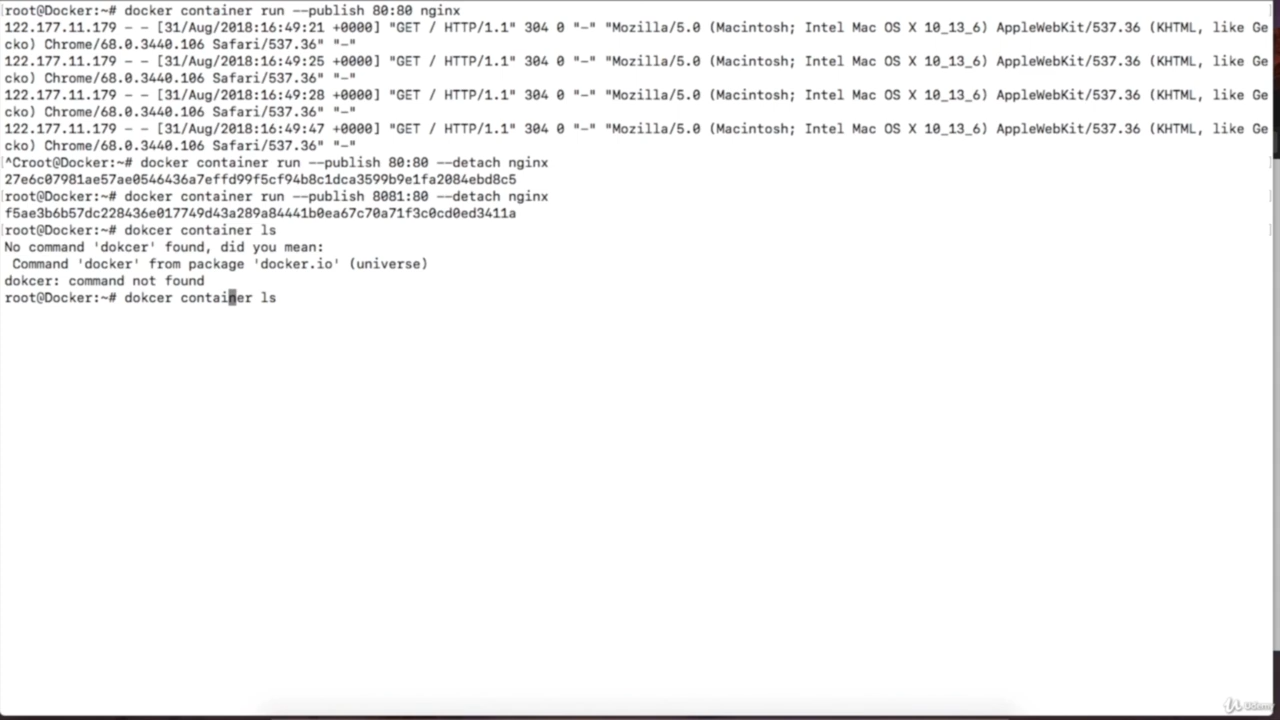 root@Docker:~# docker container run --publish 80:80 nginx
122.177.11.179 - - [31/Aug/2018:16:49:21 +0000] "GET / HTTP/1.1" 304 0 "-" "Mozilla/5.0 (Macintosh; Intel Mac OS X 10_13_6) AppleWebKit/537.36 (KHTML, like Ge
cko) Chrome/68.0.3440.106 Safari/537.36" "-"
122.177.11.179 - - [31/Aug/2018:16:49:25 +0000] "GET / HTTP/1.1" 304 0 "-" "Mozilla/5.0 (Macintosh; Intel Mac OS X 10_13_6) AppleWebKit/537.36 (KHTML, like Ge
cko) Chrome/68.0.3440.106 Safari/537.36" "-"
122.177.11.179 - - [31/Aug/2018:16:49:28 +0000] "GET / HTTP/1.1" 304 0 "-" "Mozilla/5.0 (Macintosh; Intel Mac OS X 10_13_6) AppleWebKit/537.36 (KHTML, like Ge
cko) Chrome/68.0.3440.106 Safari/537.36" "-"
122.177.11.179 - - [31/Aug/2018:16:49:47 +0000] "GET / HTTP/1.1" 304 0 "-" "Mozilla/5.0 (Macintosh; Intel Mac OS X 10_13_6) AppleWebKit/537.36 (KHTML, like Ge
cko) Chrome/68.0.3440.106 Safari/537.36" "-"
^Croot@Docker:~# docker container run --publish 80:80 --detach nginx
27e6c07981ae57ae0546436a7effd99f5cf94b8c1dca3599b9e1fa2084ebd8c5
root@Docker:~# docker container run --publish 8081:80 --detach nginx
f5ae3b6b57dc228436e017749d43a289a84441b0ea67c70a71f3c0cd0ed3411a
root@Docker:~# dokcer container ls
No command 'dokcer' found, did you mean:
 Command 'docker' from package 'docker.io' (universe)
dokcer: command not found
root@Docker:~# dokcer container ls
Udemy